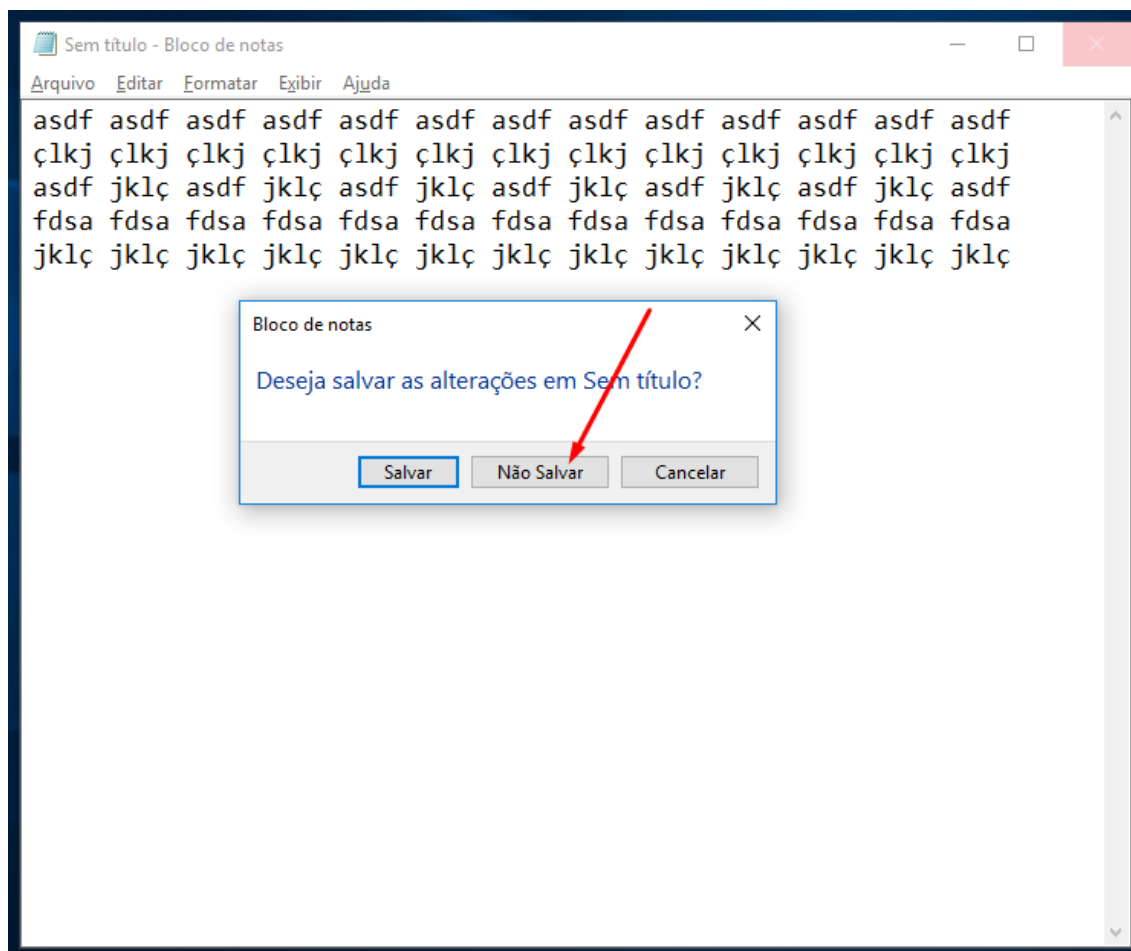 Sem título - Bloco de notas
Arquivo Editar Formatar Exibir Ajuda
asdf asdf asdf asdf asdf asdf asdf asdf asdf asdf asdf asdf asdf
çlkj çlkj çlkj çlkj çlkj çlkj çlkj çlkj çlkj çlkj çlkj çlkj çlkj
asdf jklç asdf jklç asdf jklç asdf jklç asdf jklç asdf jklç asdf
fdsa fdsa fdsa fdsa fdsa fdsa fdsa fdsa fdsa fdsa fdsa fdsa fdsa
jklç jklç jklç jklç jklç jklç jklç jklç jklç jklç jklç jklç jklç
Bloco de notas
Deseja salvar as alterações em Sem título?
Salvar Não Salvar Cancelar